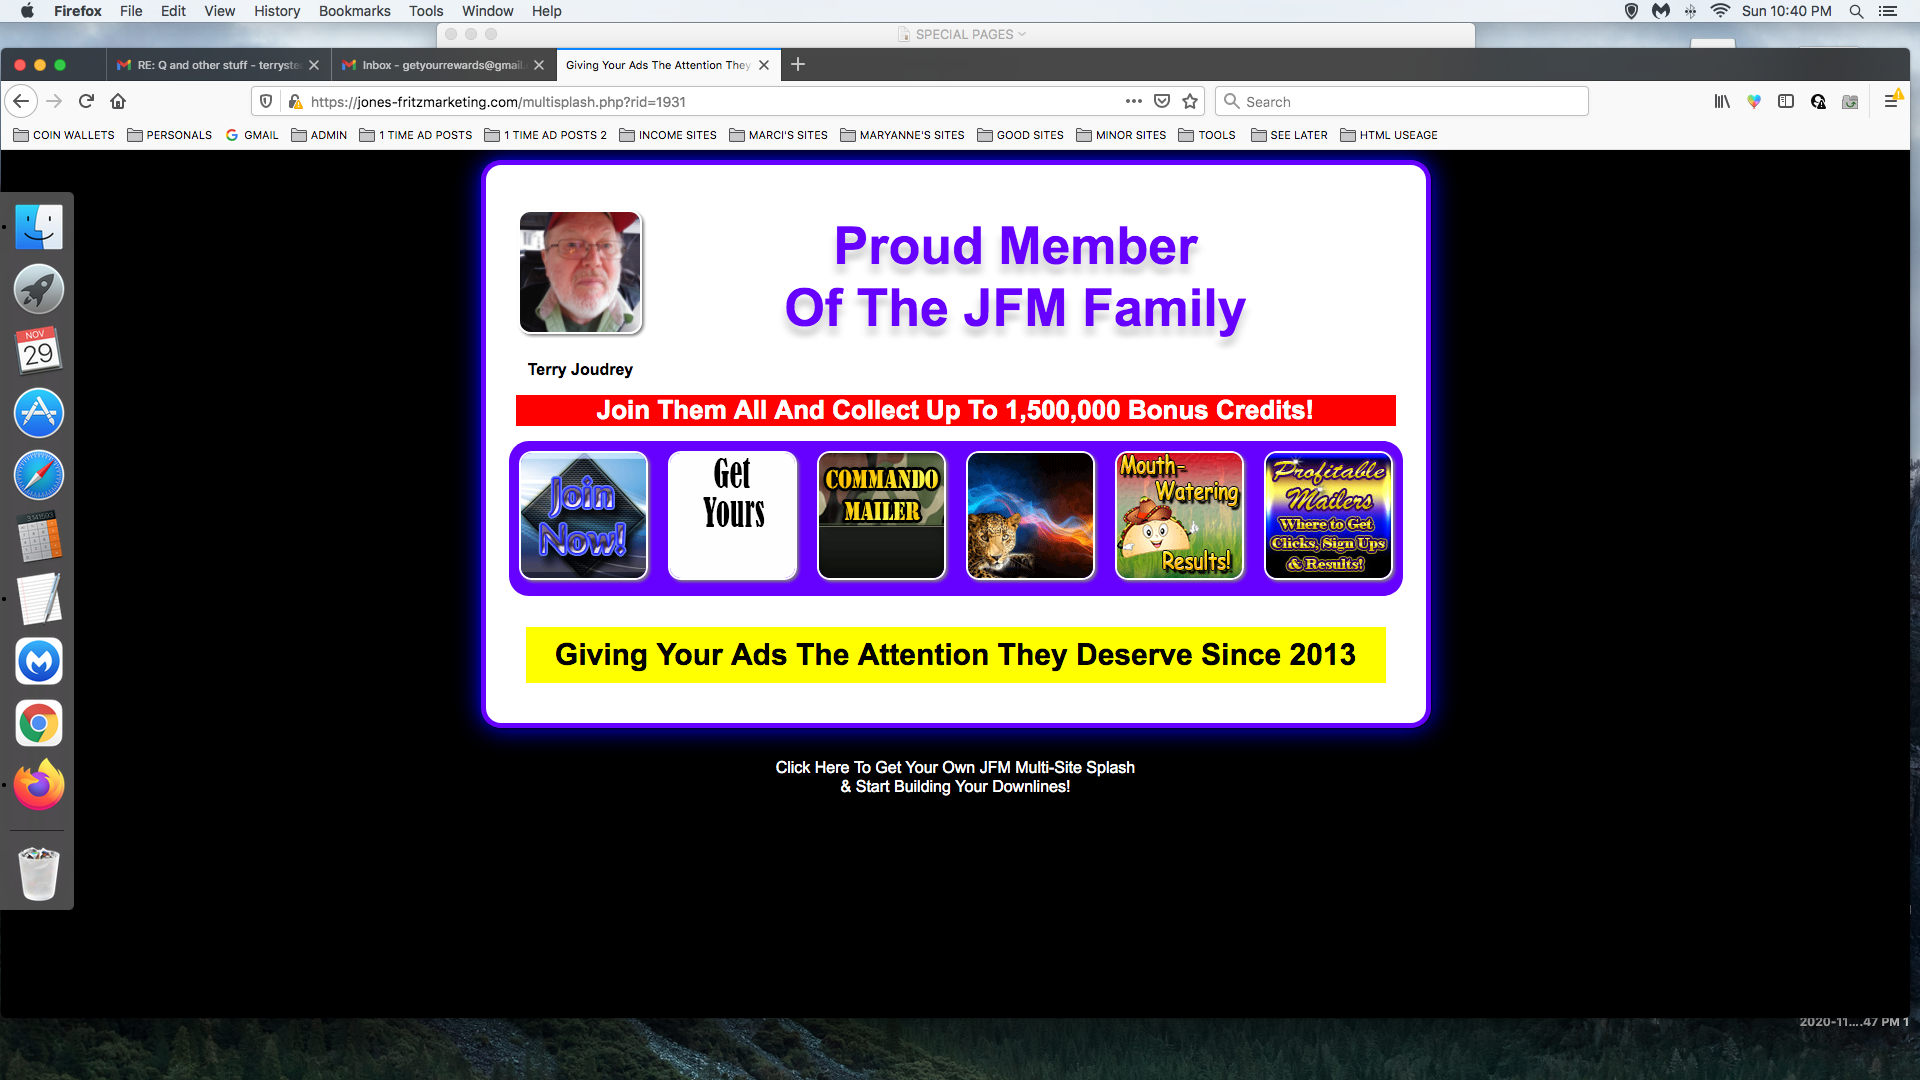 Firefox File Edit View History Bookmarks Tools Window Help
Sun 10:40 PM
SPECIAL PAGES
RE: Q and other stuff - terryste
Inbox - getyourrewards@gmail.
Giving Your Ads The Attention They
https://jones-fritzmarketing.com/multisplash.php?rid=1931
Search
COIN WALLETS PERSONALS GMAIL ADMIN 1 TIME AD POSTS 1 TIME AD POSTS 2 INCOME SITES MARCI'S SITES MARYANNE'S SITES GOOD SITES MINOR SITES TOOLS SEE LATER HTML USEAGE
NOV
29
Proud Member
Of The JFM Family
Terry Joudrey
Join Them All And Collect Up To 1,500,000 Bonus Credits!
Join
Now!
Get
Yours
COMMANDO
MAILER
Mouth-
Watering
Results!
Profitable
Mailers
Where to Get
Clicks, Sign Ups
& Results!
Giving Your Ads The Attention They Deserve Since 2013
Click Here To Get Your Own JFM Multi-Site Splash
& Start Building Your Downlines!
2020-11....47 PM 1